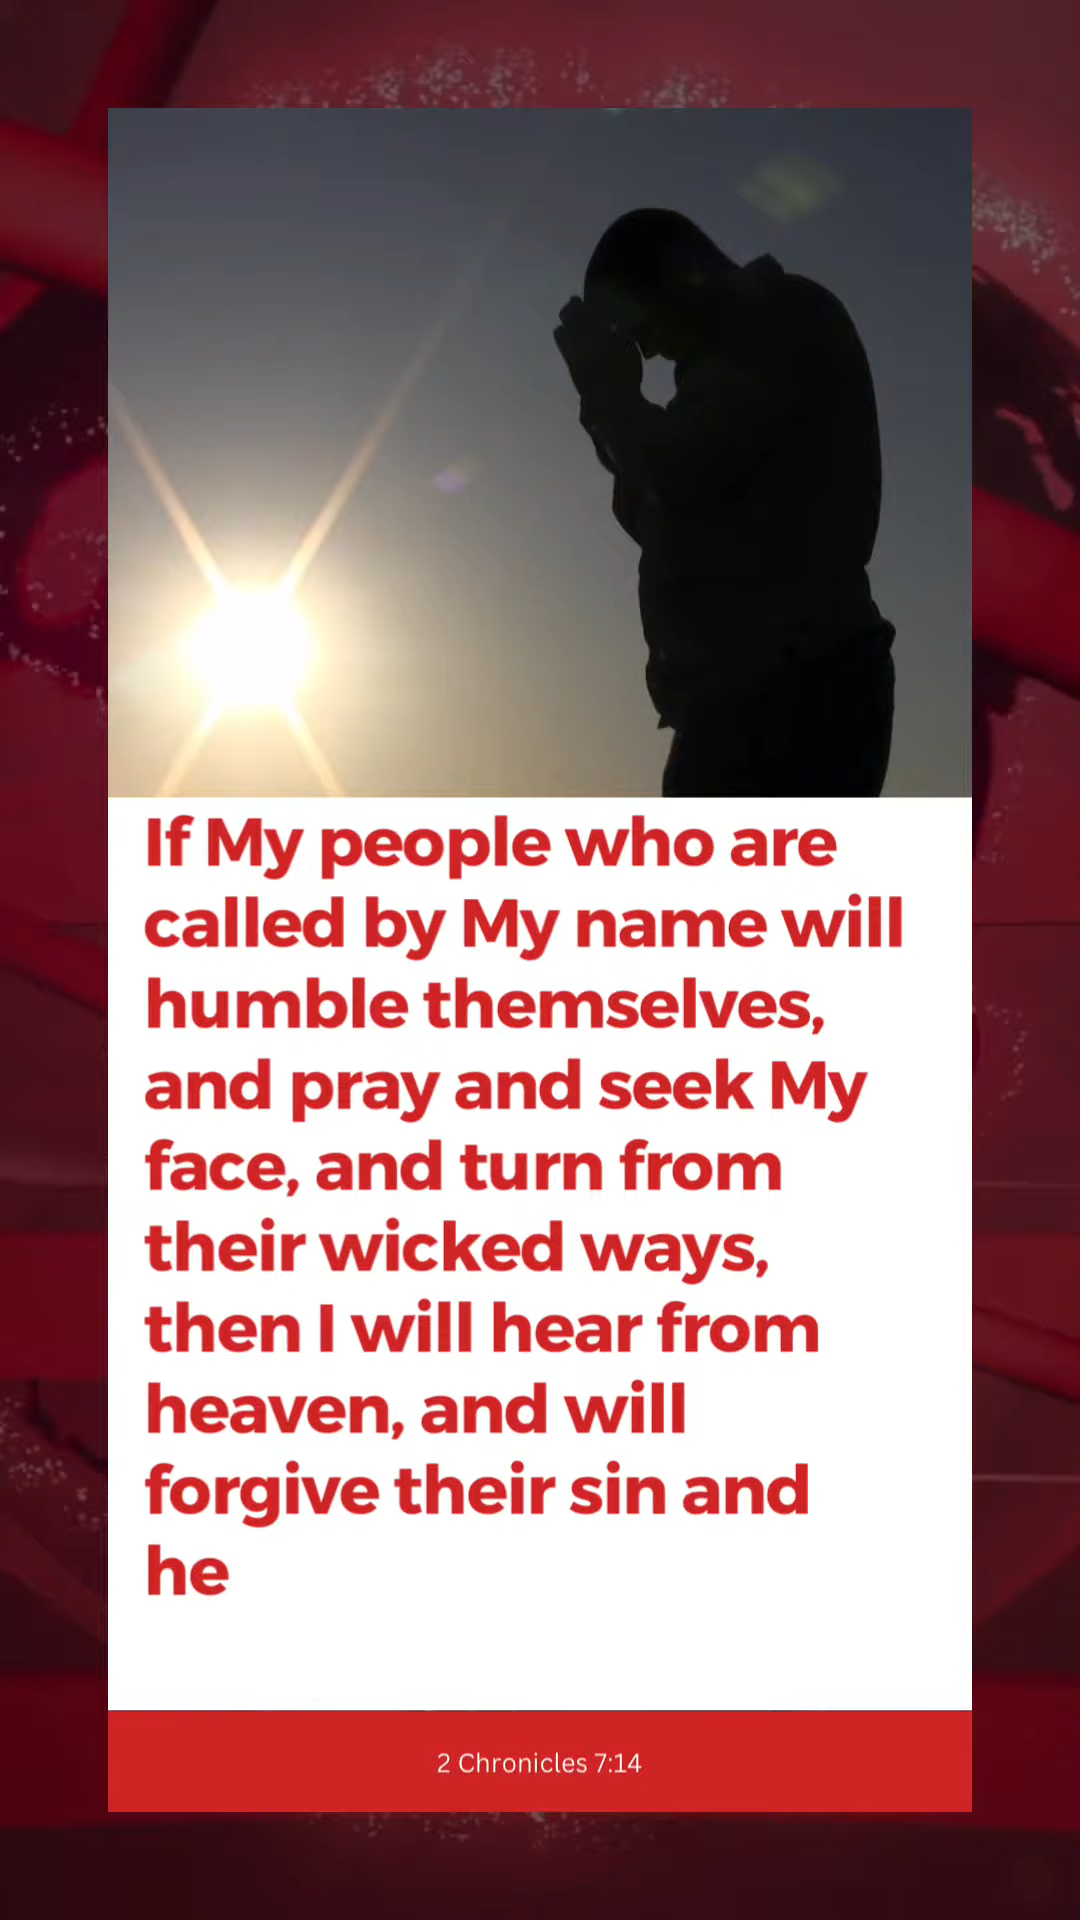 If My people who are
called by My name will
humble themselves,
and pray and seek My
face, and turn from
their wicked ways,
then I will hear from
heaven, and will
forgive their sin and
he
2 Chronicles 7:14